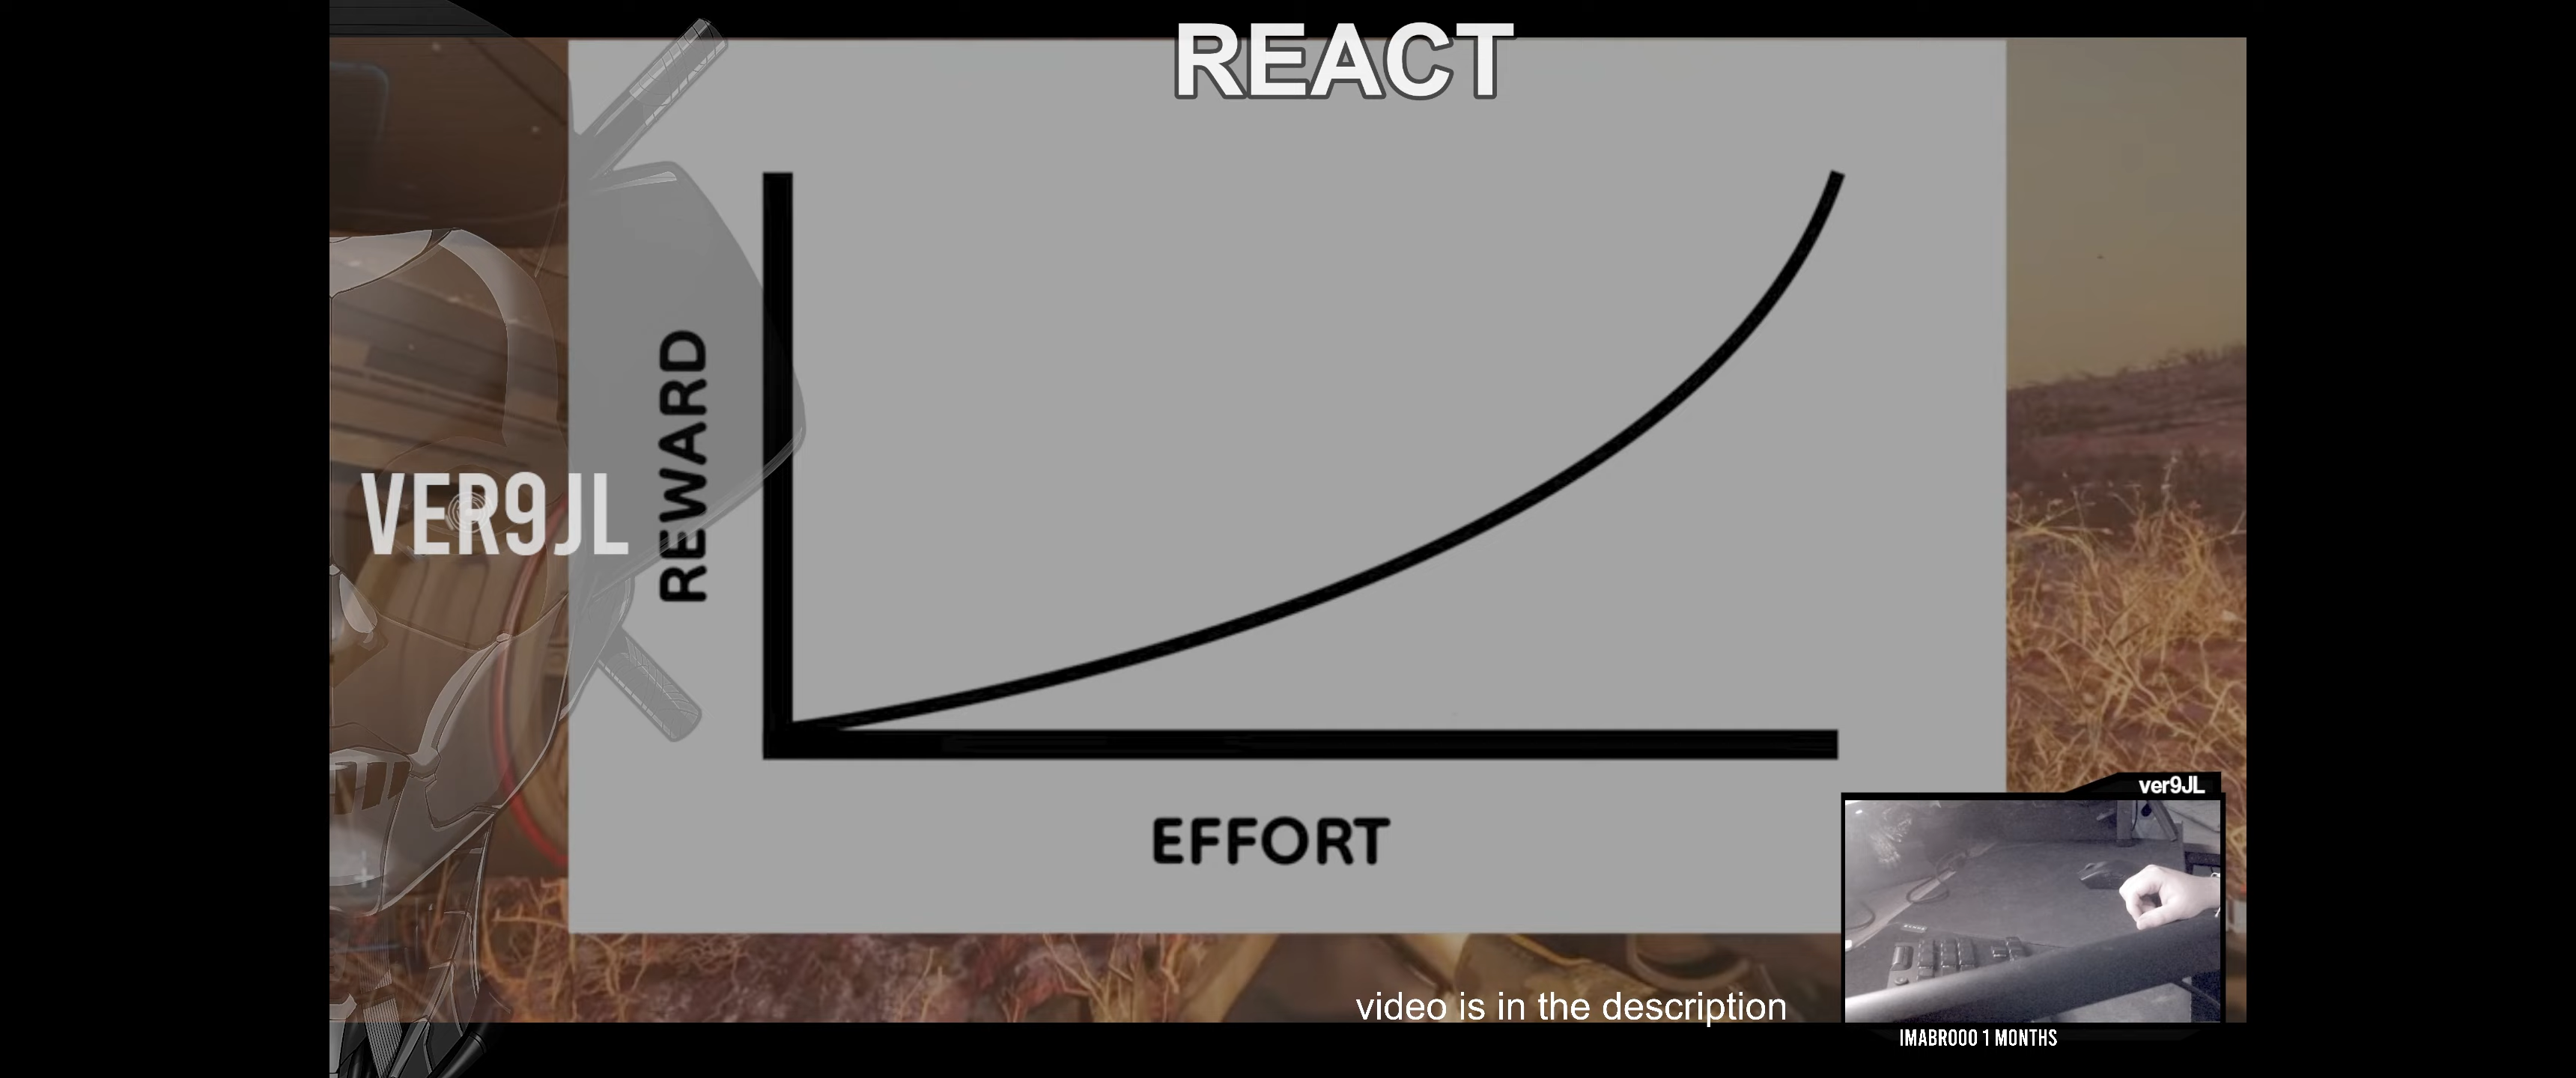 REACT
VER9JL
REWARD
EFFORT
ver9JL
video is in the description
IMABROOO 1 MONTHS